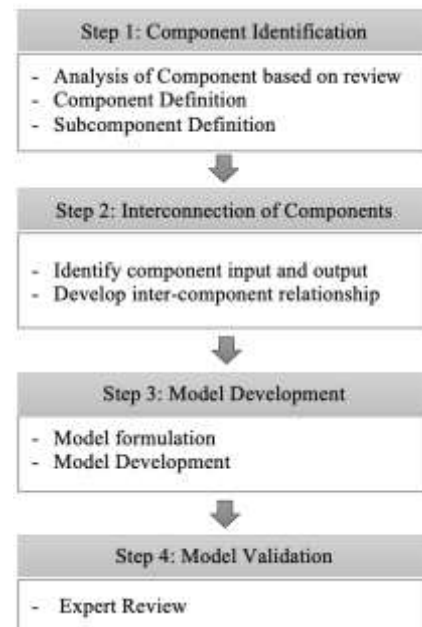 Step 1: Component Identification
- Analysis of Component based on review
- Component Definition
- Subcomponent Definition
Step 2: Interconnection of Components
- Identify component input and output
- Develop inter-component relationship
Step 3: Model Development
- Model formulation
- Model Development
Step 4: Model Validation
- Expert Review